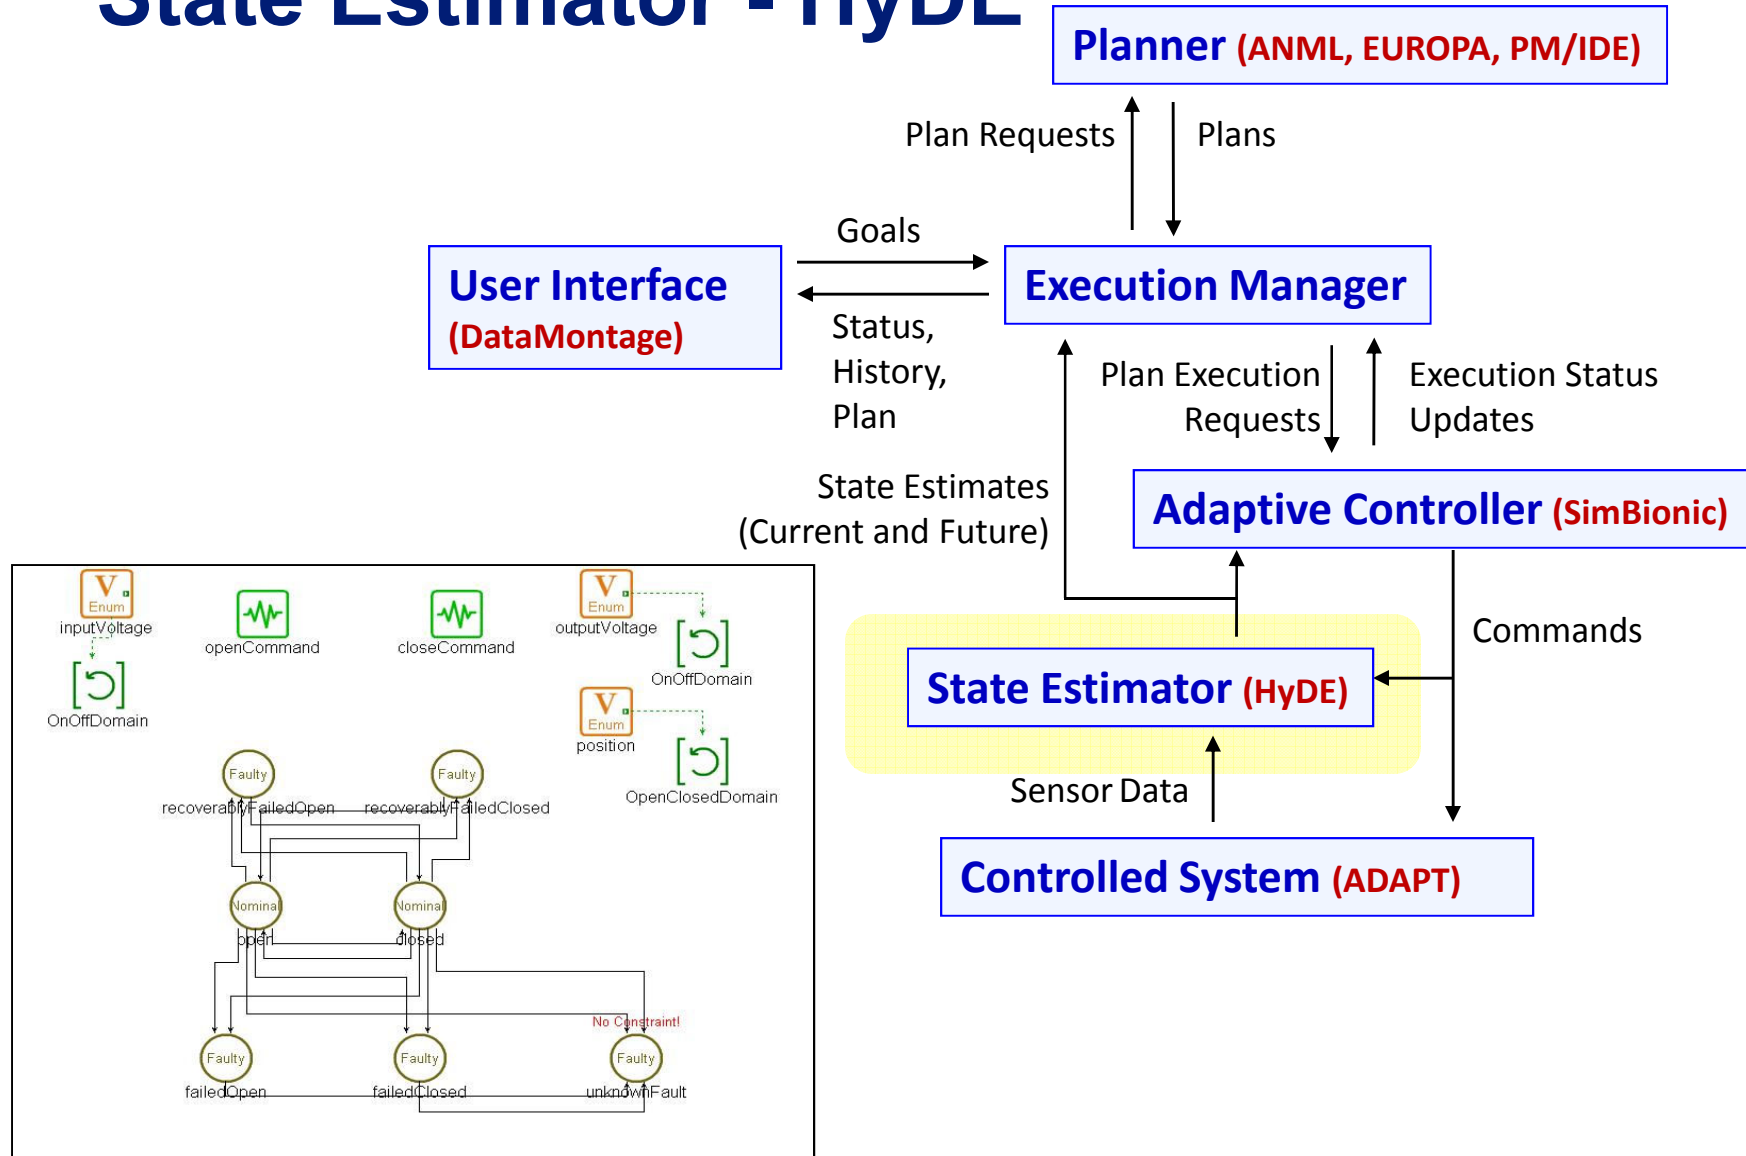 State Estimator - HyDE
Planner (ANML, EUROPA, PM/IDE)
Plan Requests
Plans
Goals
User Interface
(DataMontage)
Execution Manager
Status,
History,
Plan
Plan Execution
Requests
Execution Status
Updates
State Estimates
(Current and Future)
Adaptive Controller (SimBionic)
Commands
State Estimator (HyDE)
Sensor Data
Controlled System (ADAPT)
V
Enum
inputVoltage
OnOffDomain
openCommand
closeCommand
V
Enum
outputVoltage
OnOffDomain
V
Enum
position
OpenClosedDomain
Faulty
recoverablyFailedOpen
Faulty
recoverablyFailedClosed
Nominal
open
Nominal
closed
No Constraint!
Faulty
failedOpen
Faulty
failedClosed
Faulty
unknownFault